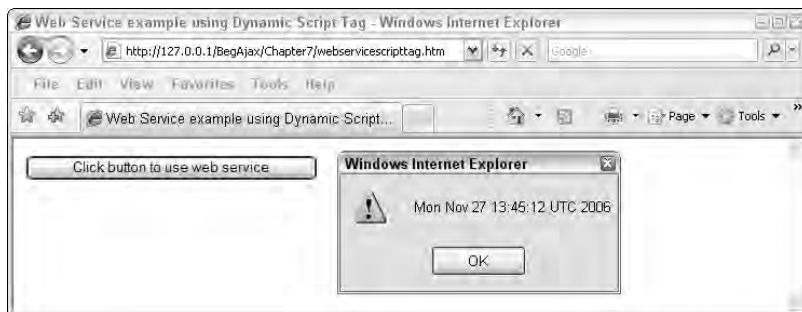 Web Service example using Dynamic Script Tag - Windows Internet Explorer
http://127.0.0.1/BegAjax/Chapter7/webservicescripttag.htm
Google
File Edit View Favorites Tools Help
Web Service example using Dynamic Script...
Page
Tools
»
Click button to use web service
Windows Internet Explorer
Mon Nov 27 13:45:12 UTC 2006
OK